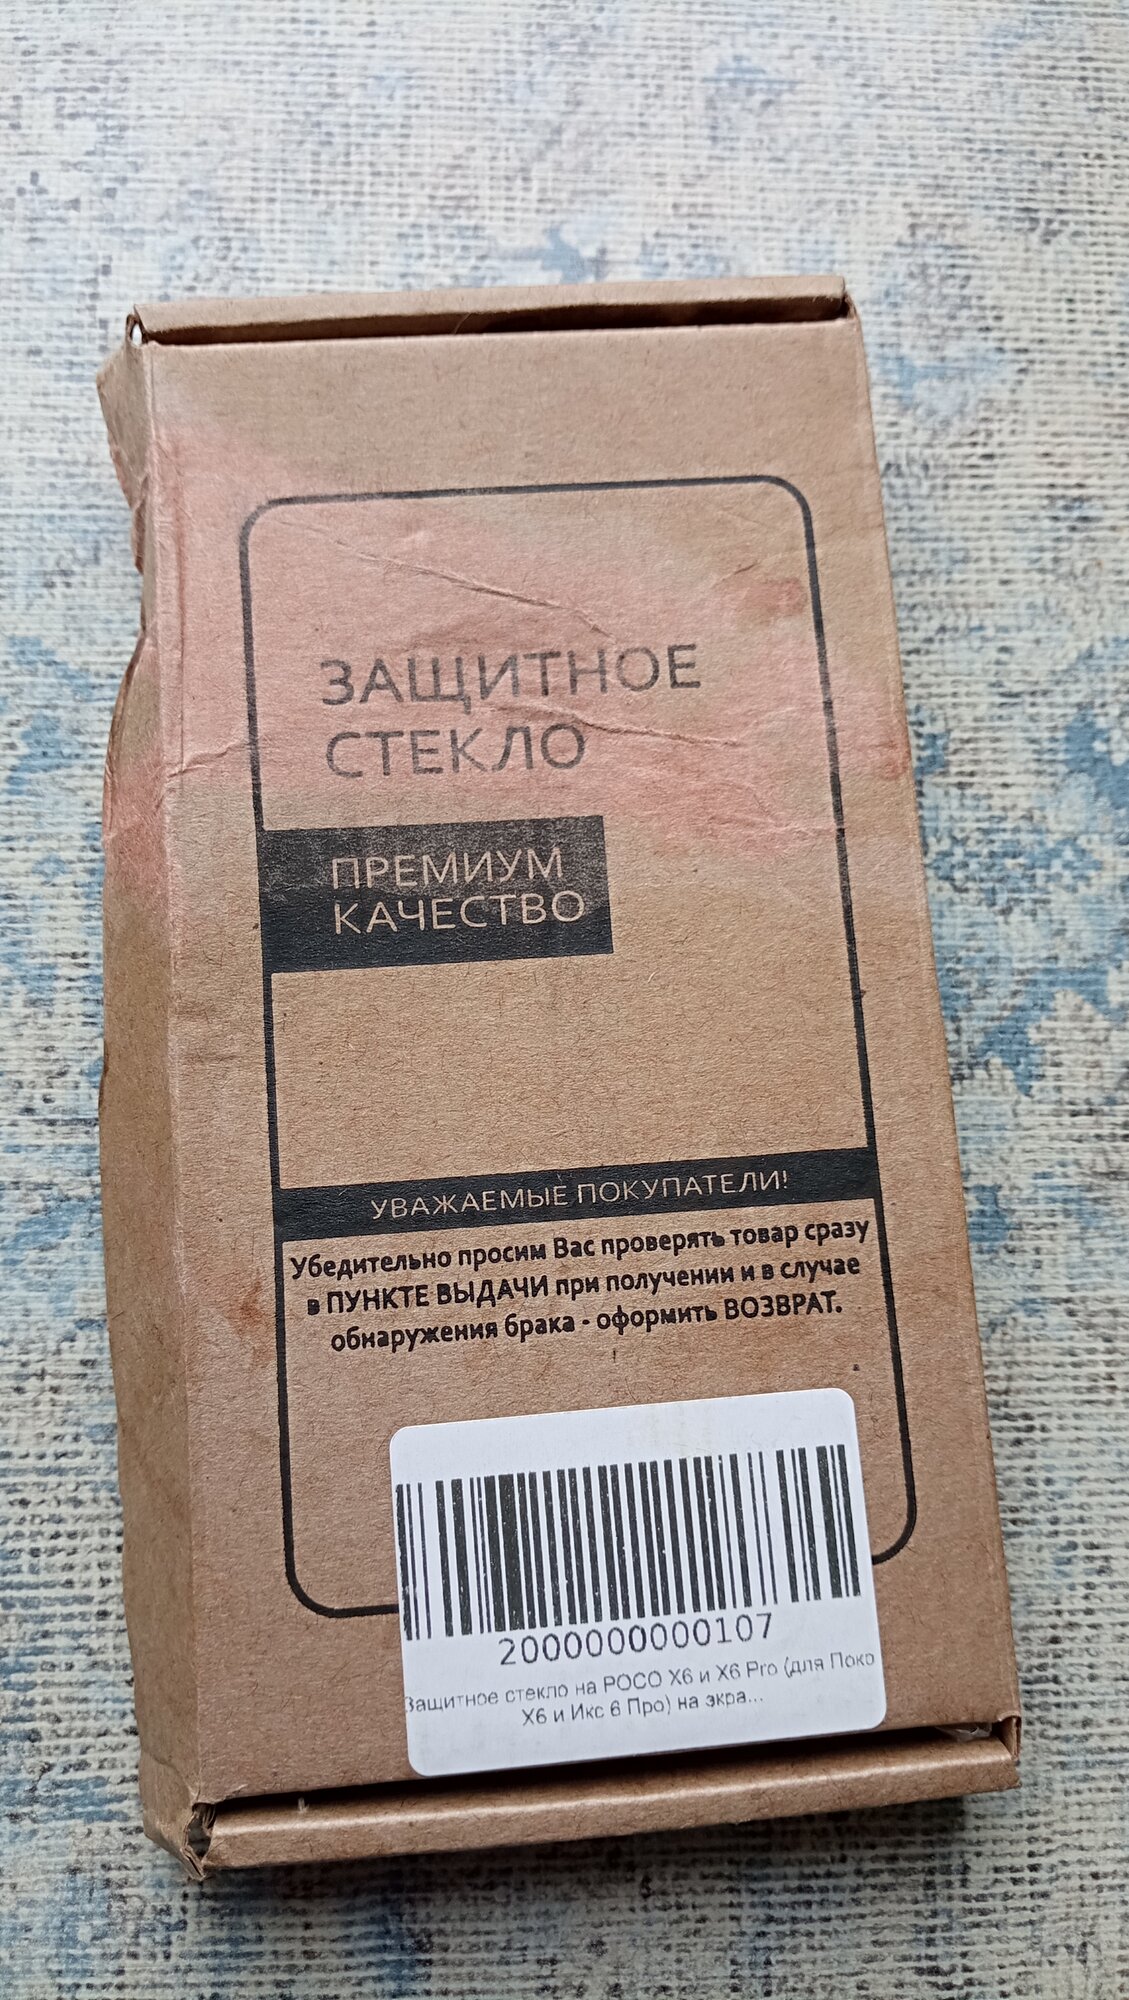 ЗАЩИТНОЕ
СТЕКЛО
ПРЕМИУМ
КАЧЕСТВО
УВАЖАЕМЫЕ ПОКУПАТЕЛИ!
Убедительно просим Вас проверять товар сразу
в ПУНКТЕ ВЫДАЧИ при получении и в случае
обнаружения брака - оформить ВОЗВРАТ.
2000000000107
Защитное стекло на POCO X6 и X6 Pro (для Поко
X6 и Икс 6 Про) на экра...